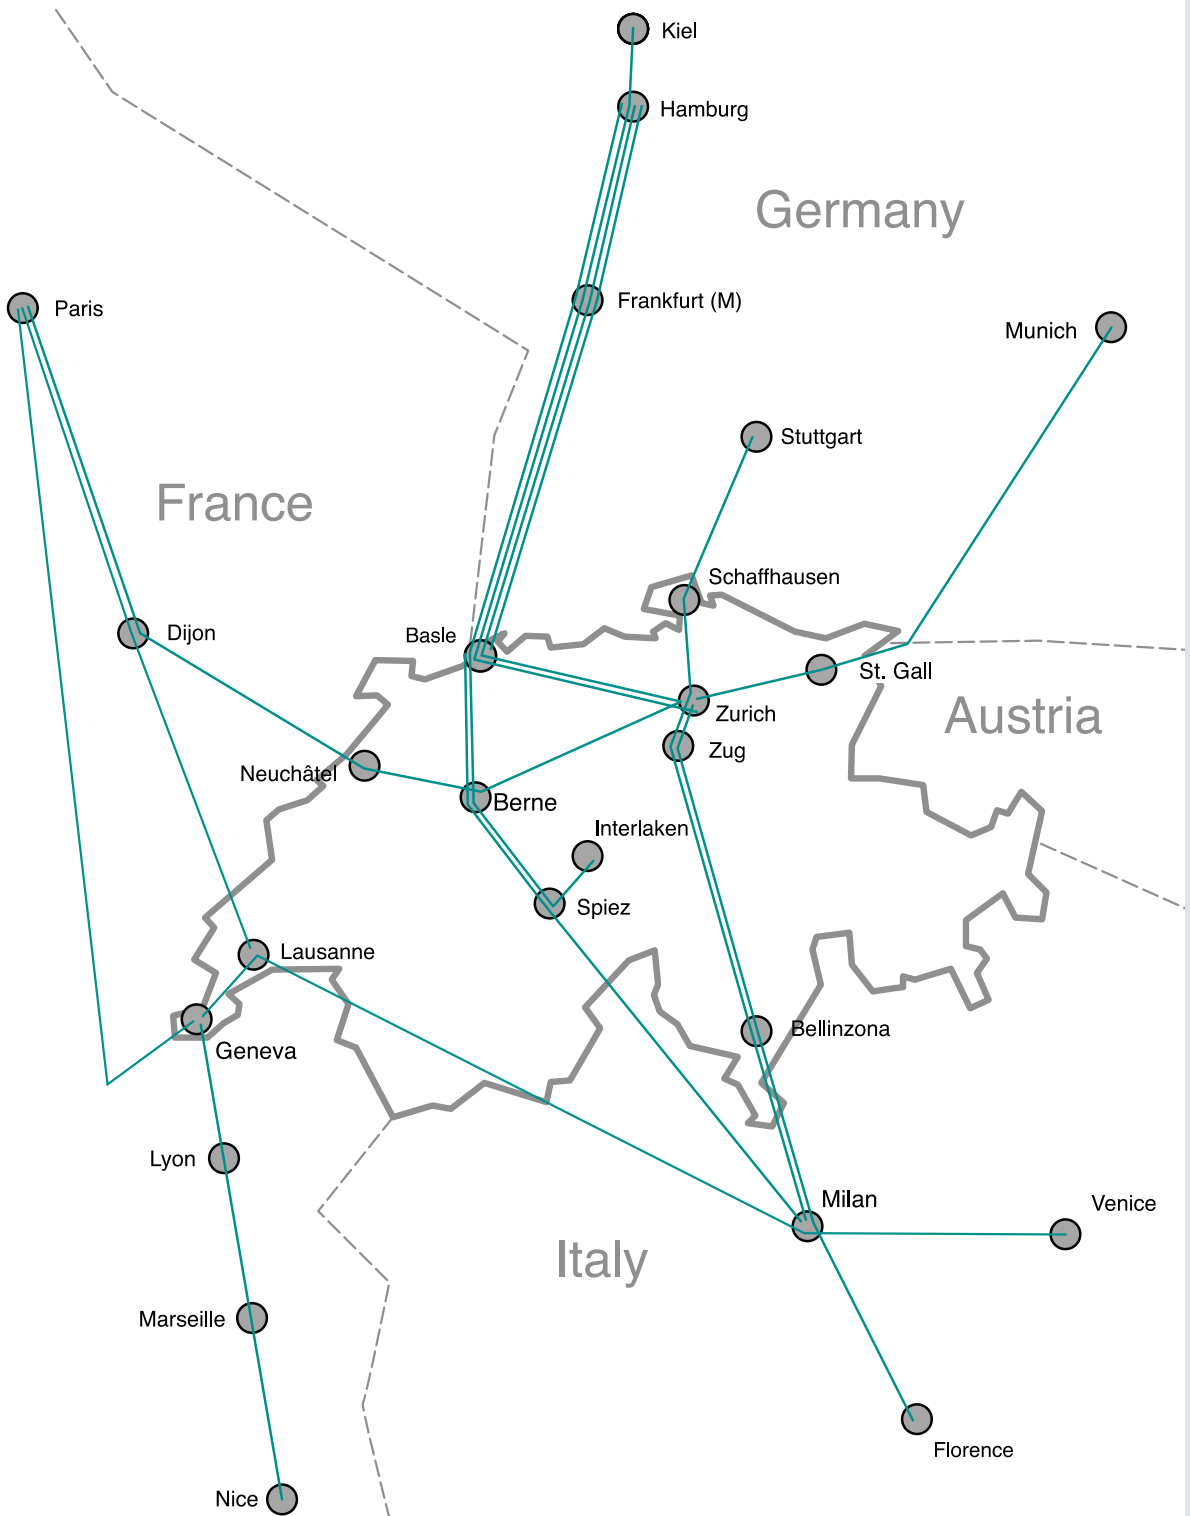 Kiel
Hamburg
Germany
Paris
Frankfurt (M)
Munich
Stuttgart
France
Schaffhausen
Dijon
Basle
St. Gall
Zurich
Austria
Neuchâtel
Zug
Berne
Interlaken
Spiez
Lausanne
Bellinzona
Geneva
Lyon
Milan
Venice
Italy
Marseille
Florence
Nice